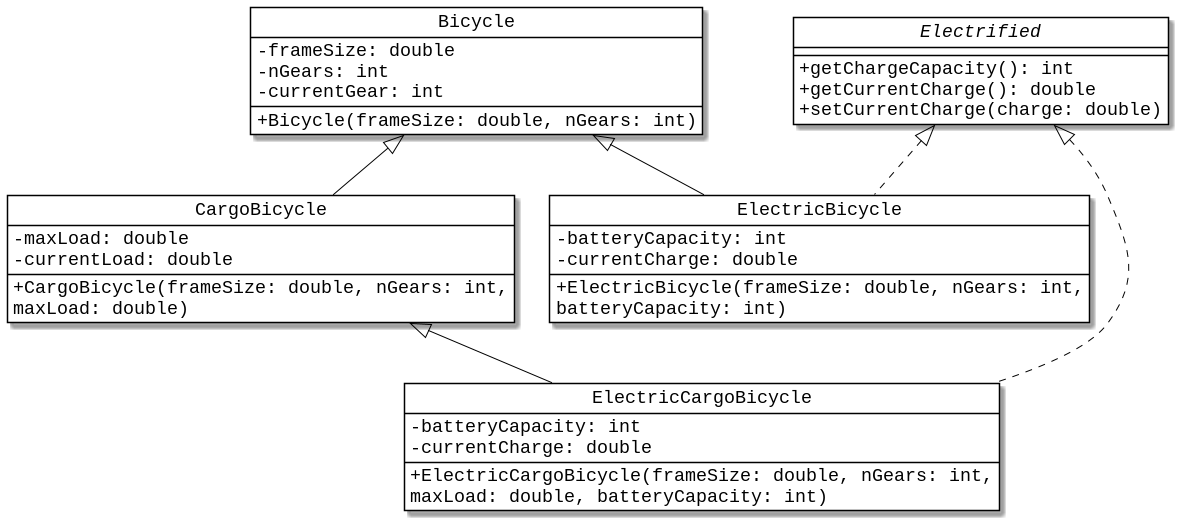 Bicycle
-frameSize: double
-nGears: int
-currentGear: int
+Bicycle(frameSize: double, nGears: int)
Electrified
+getChargeCapacity(): int
+getCurrentCharge(): double
+setCurrentCharge(charge: double)
CargoBicycle
-maxLoad: double
-currentLoad: double
+CargoBicycle(frameSize: double, nGears: int,
maxLoad: double)
ElectricBicycle
-batteryCapacity: int
-currentCharge: double
+ElectricBicycle(frameSize: double, nGears: int,
batteryCapacity: int)
ElectricCargoBicycle
-batteryCapacity: int
-currentCharge: double
+ElectricCargoBicycle(frameSize: double, nGears: int,
maxLoad: double, batteryCapacity: int)